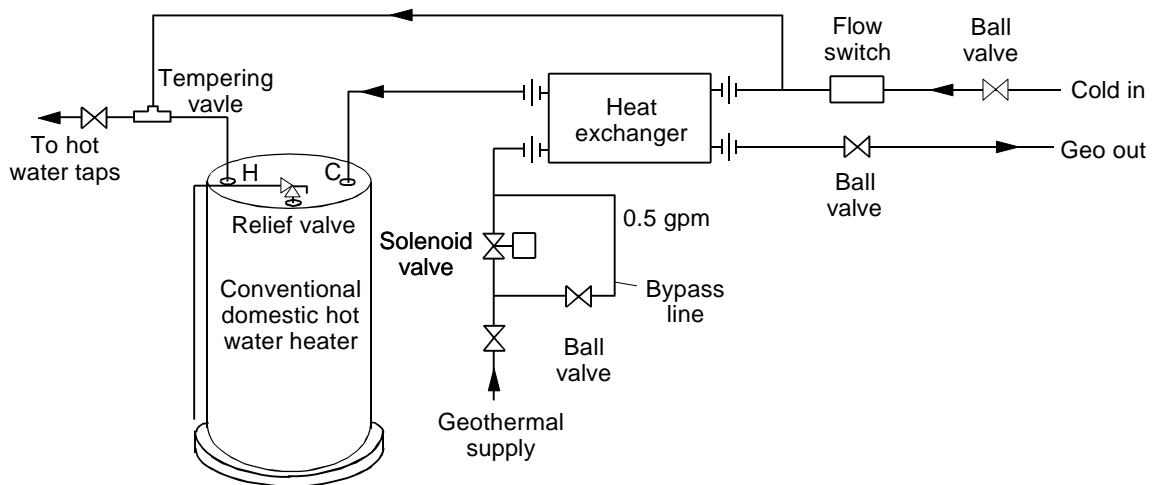 Flow
switch
Ball
valve
Tempering
vavle
Heat
exchanger
Cold in
To hot
water taps
Geo out
H
C
Ball
valve
Relief valve
0.5 gpm
Solenoid
valve
Conventional
domestic hot
water heater
Bypass
line
Ball
valve
Geothermal
supply